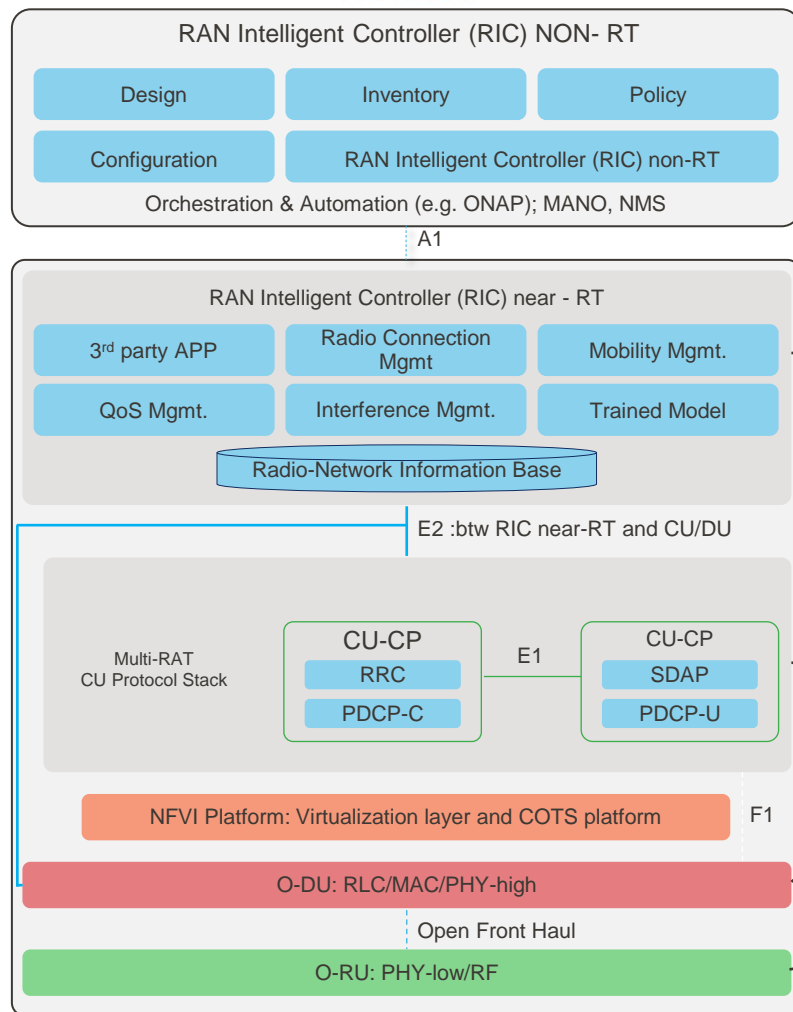 RAN Intelligent Controller (RIC) NON- RT
Design
Inventory
Policy
Configuration
RAN Intelligent Controller (RIC) non-RT
Orchestration & Automation (e.g. ONAP); MANO, NMS
A1
RAN Intelligent Controller (RIC) near - RT
3rd party APP
Radio Connection
Mgmt
Mobility Mgmt.
QoS Mgmt.
Interference Mgmt.
Trained Model
Radio-Network Information Base
E2 :btw RIC near-RT and CU/DU
Multi-RAT
CU Protocol Stack
CU-CP
RRC
PDCP-C
E1
CU-CP
SDAP
PDCP-U
NFVI Platform: Virtualization layer and COTS platform
F1
O-DU: RLC/MAC/PHY-high
Open Front Haul
O-RU: PHY-low/RF